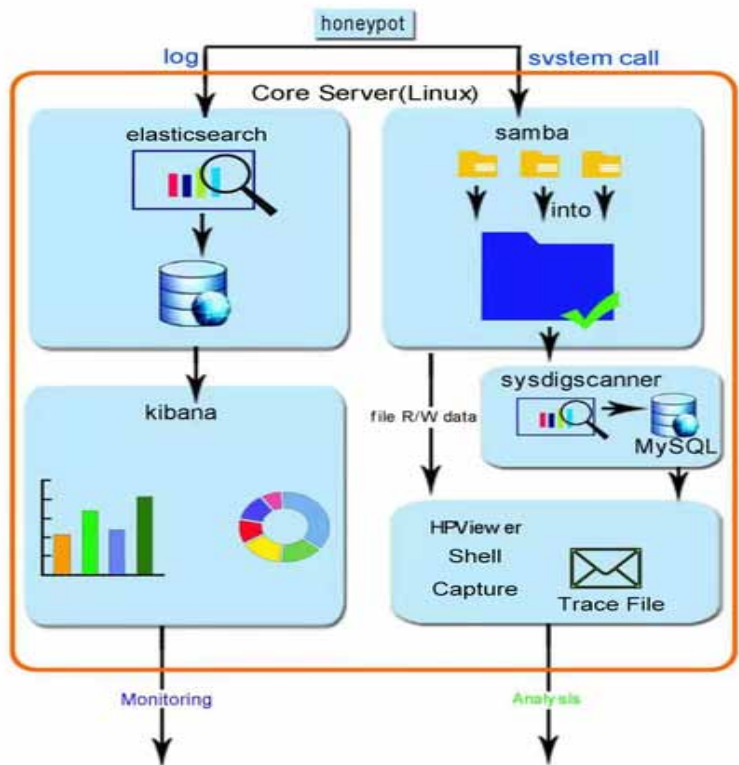 honeypot
log
svstem call
Core Server(Linux)
elasticsearch
samba
into
sysdigscanner
MySQL
kibana
file R/W data
HPViewer
Shell
Capture
Trace File
Monitoring
Analysis